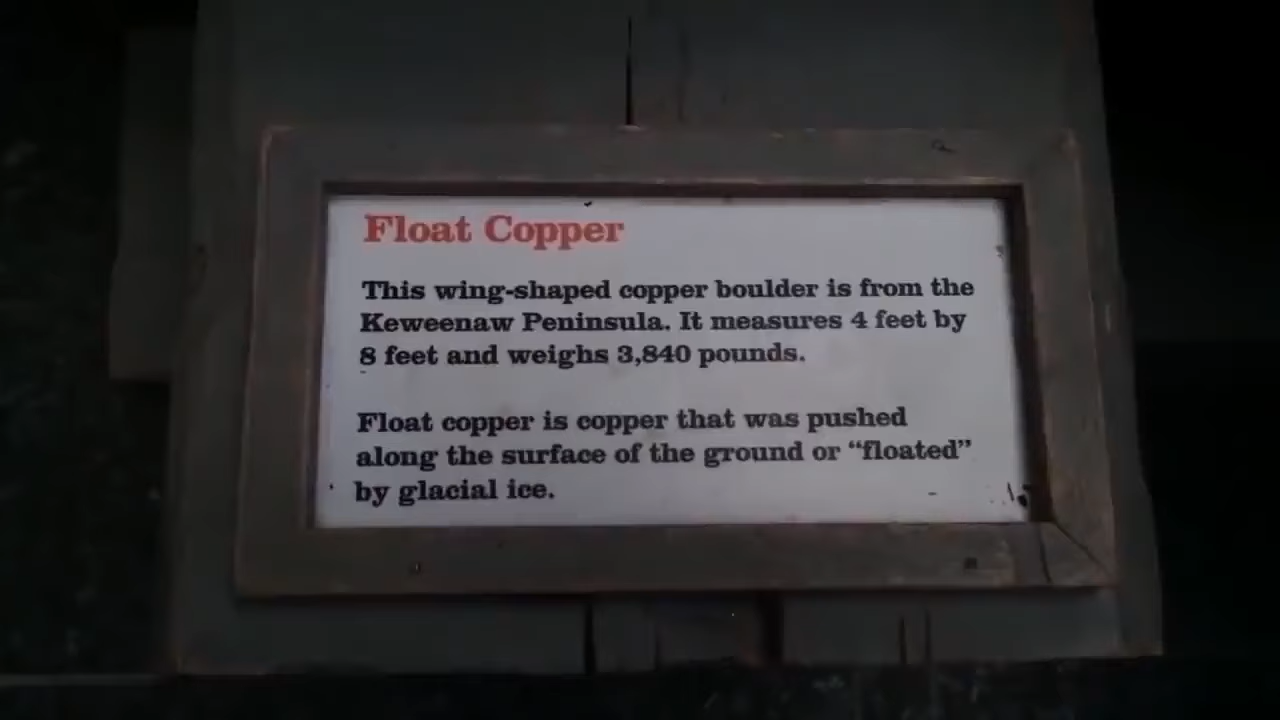 Float Copper
This wing-shaped copper boulder is from the
Keweenaw Peninsula. It measures 4 feet by
8 feet and weighs 3,840 pounds.
Float copper is copper that was pushed
along the surface of the ground or “floated”
by glacial ice.